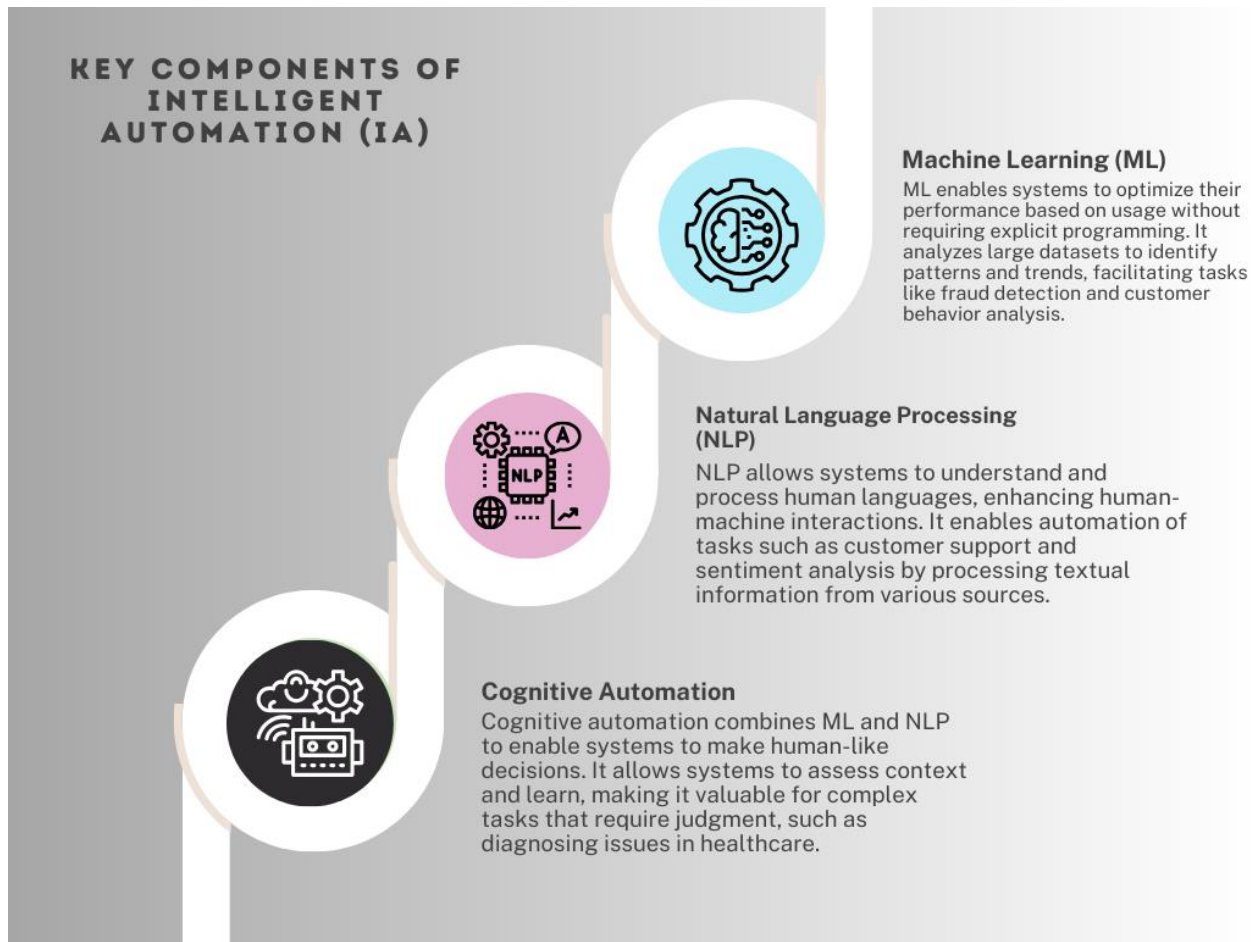 KEY COMPONENTS OF
INTELLIGENT
AUTOMATION (IA)
Machine Learning (ML)
ML enables systems to optimize their
performance based on usage without
requiring explicit programming. It
analyzes large datasets to identify
patterns and trends, facilitating tasks
like fraud detection and customer
behavior analysis.
A
NLP
Natural Language Processing
(NLP)
NLP allows systems to understand and
process human languages, enhancing human-
machine interactions. It enables automation of
tasks such as customer support and
sentiment analysis by processing textual
information from various sources.
Cognitive Automation
Cognitive automation combines ML and NLP
to enable systems to make human-like
decisions. It allows systems to assess context
and learn, making it valuable for complex
tasks that require judgment, such as
diagnosing issues in healthcare.